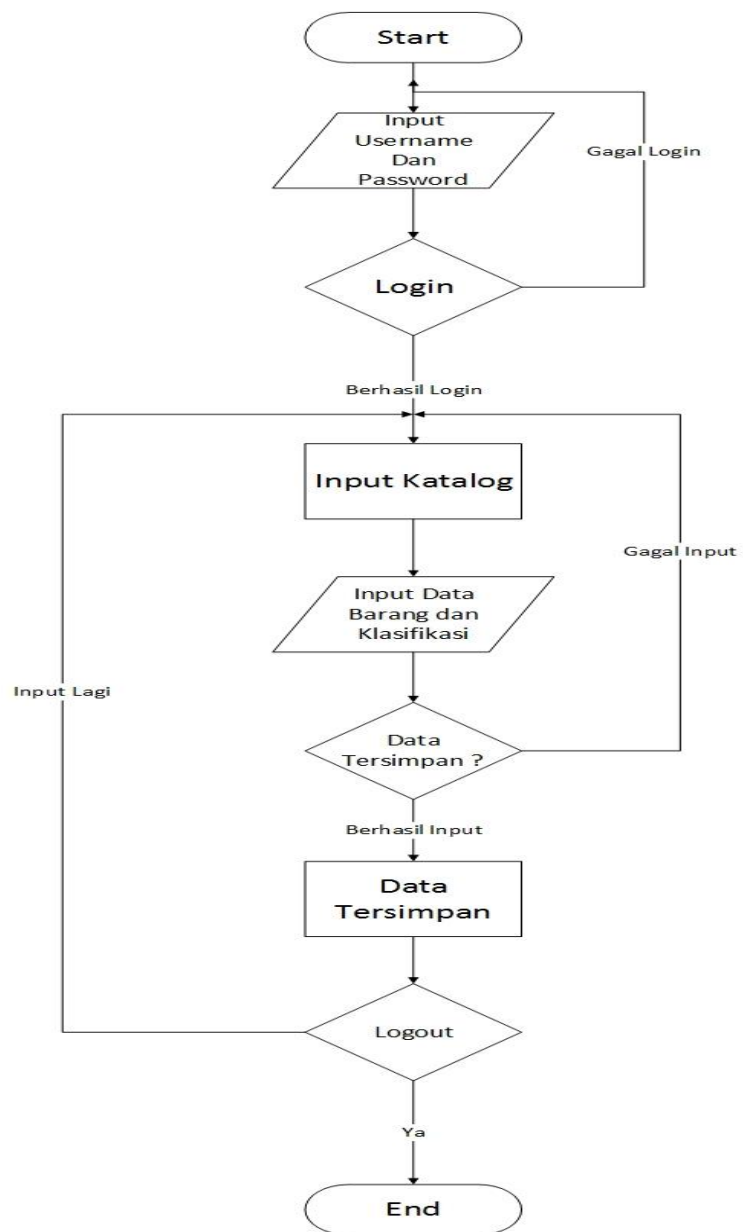 Start
Input
Username
Dan
Password
Gagal Login
Login
Berhasil Login
Input Katalog
Gagal Input
Input Data
Barang dan
Klasifikasi
Input Lagi
Data
Tersimpan ?
Berhasil Input
Data
Tersimpan
Logout
Ya
End